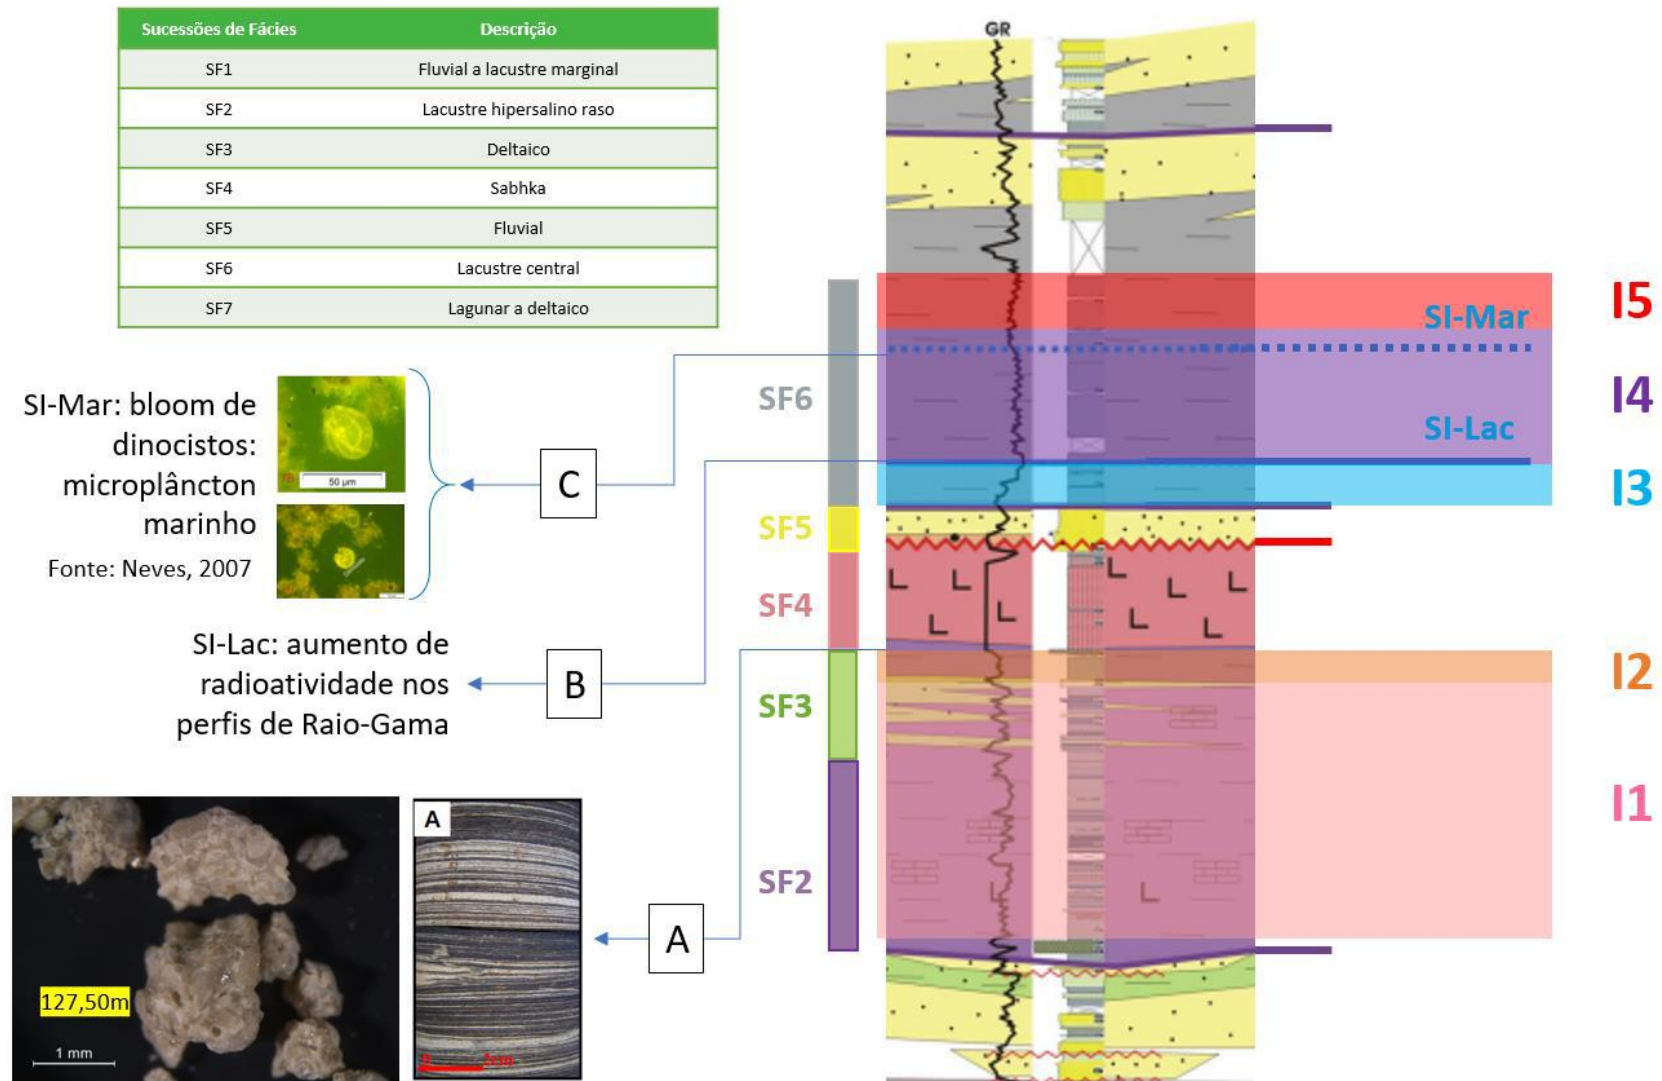 Sucessões de Fácies Descrição
SF1 Fluvial a lacustre marginal
SF2 Lacustre hipersalino raso
SF3 Deltaico
SF4 Sabhka
SF5 Fluvial
SF6 Lacustre central
SF7 Lagunar a deltaico
GR
SI-Mar: bloom de
dinocistos:
microplâncton
marinho
Fonte: Neves, 2007
50 µm
C
SI-Lac: aumento de
radioatividade nos
perfis de Raio-Gama
B
127,50m
1 mm
A
A
SF6
SF5
SF4
SF3
SF2
SI-Mar
SI-Lac
I5
I4
I3
I2
I1